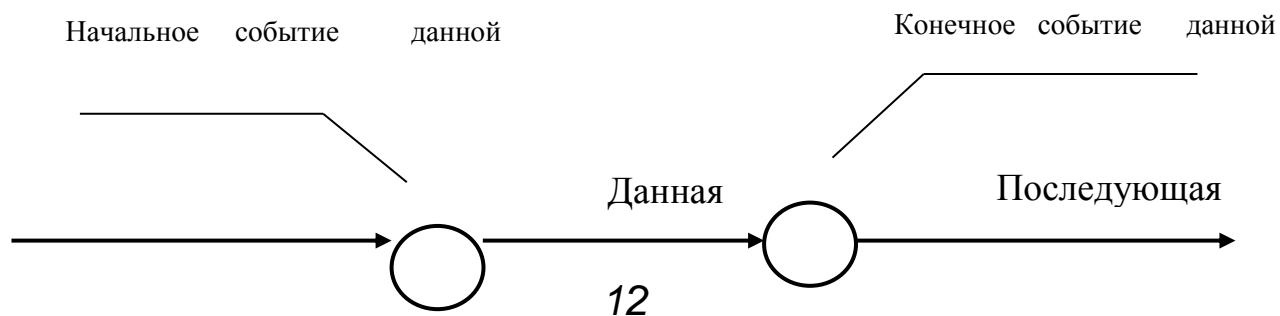 Начальное событие данной
Конечное событие данной
Данная
Последующая
12